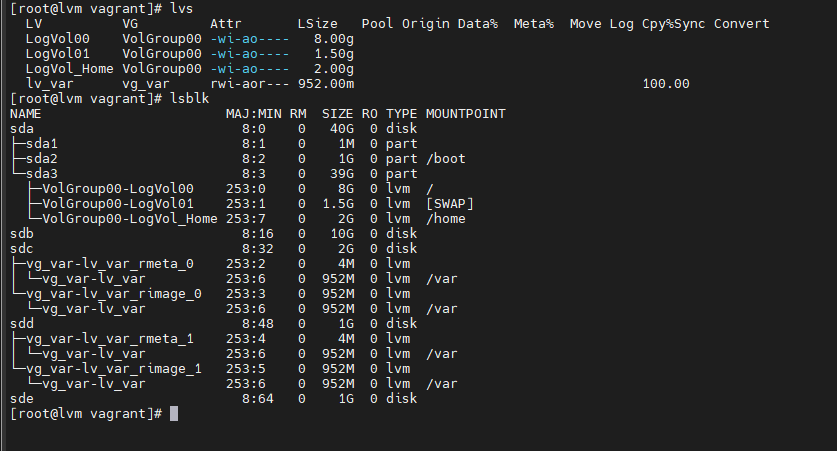 [root@lvm vagrant]# lvs
  LV          VG         Attr       LSize   Pool Origin Data%  Meta%  Move Log Cpy%Sync Convert
  LogVol00    VolGroup00 -wi-ao----   8.00g
  LogVol01    VolGroup00 -wi-ao----   1.50g
  LogVol_Home VolGroup00 -wi-ao----   2.00g
  lv_var      vg_var     rwi-aor--- 952.00m                                    100.00
[root@lvm vagrant]# lsblk
NAME                       MAJ:MIN RM  SIZE RO TYPE MOUNTPOINT
sda                          8:0    0   40G  0 disk
├─sda1                       8:1    0    1M  0 part
├─sda2                       8:2    0    1G  0 part /boot
└─sda3                       8:3    0   39G  0 part
  ├─VolGroup00-LogVol00    253:0    0    8G  0 lvm  /
  ├─VolGroup00-LogVol01    253:1    0  1.5G  0 lvm  [SWAP]
  └─VolGroup00-LogVol_Home 253:7    0    2G  0 lvm  /home
sdb                          8:16   0   10G  0 disk
sdc                          8:32   0    2G  0 disk
├─vg_var-lv_var_rmeta_0    253:2    0    4M  0 lvm
│ └─vg_var-lv_var          253:6    0  952M  0 lvm  /var
└─vg_var-lv_var_rimage_0   253:3    0  952M  0 lvm
  └─vg_var-lv_var          253:6    0  952M  0 lvm  /var
sdd                          8:48   0    1G  0 disk
├─vg_var-lv_var_rmeta_1    253:4    0    4M  0 lvm
│ └─vg_var-lv_var          253:6    0  952M  0 lvm  /var
└─vg_var-lv_var_rimage_1   253:5    0  952M  0 lvm
  └─vg_var-lv_var          253:6    0  952M  0 lvm  /var
sde                          8:64   0    1G  0 disk
[root@lvm vagrant]#